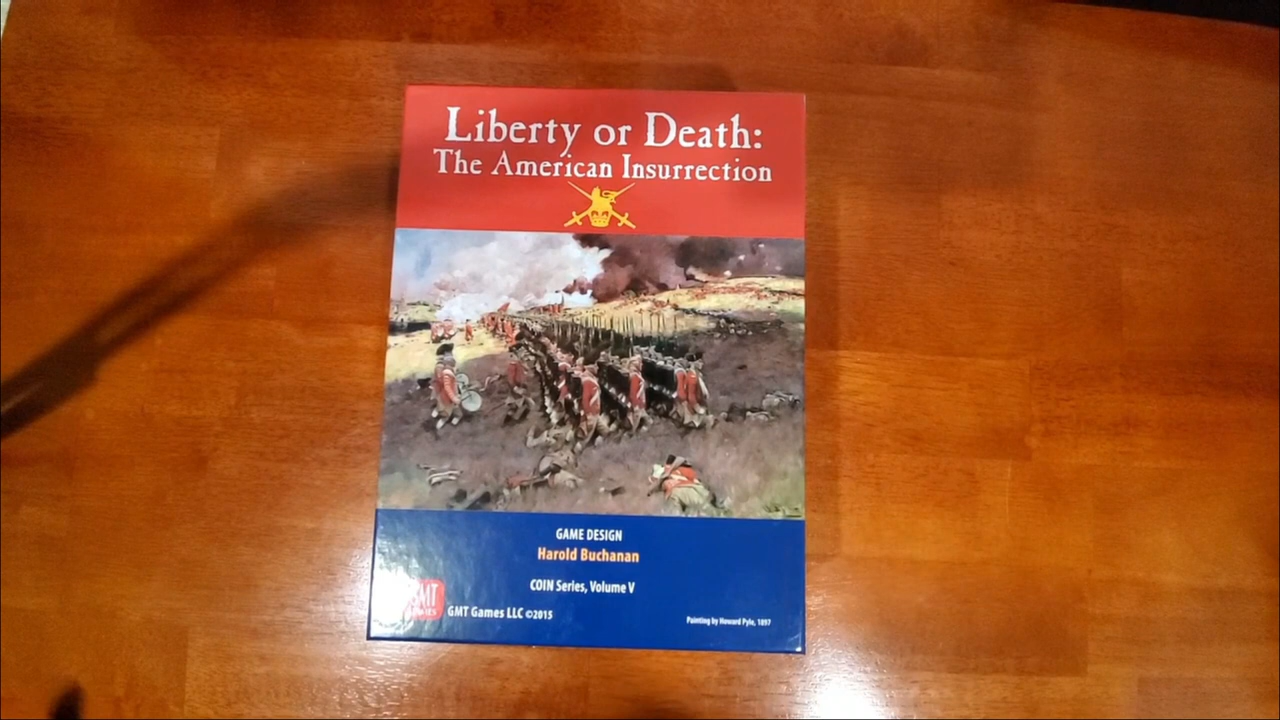 Liberty or Death:
The American Insurrection
GAME DESIGN
Harold Buchanan
COIN Series, Volume V
GMT
GAMES
GMT Games LLC ©2015
Painting by Howard Pyle, 1897